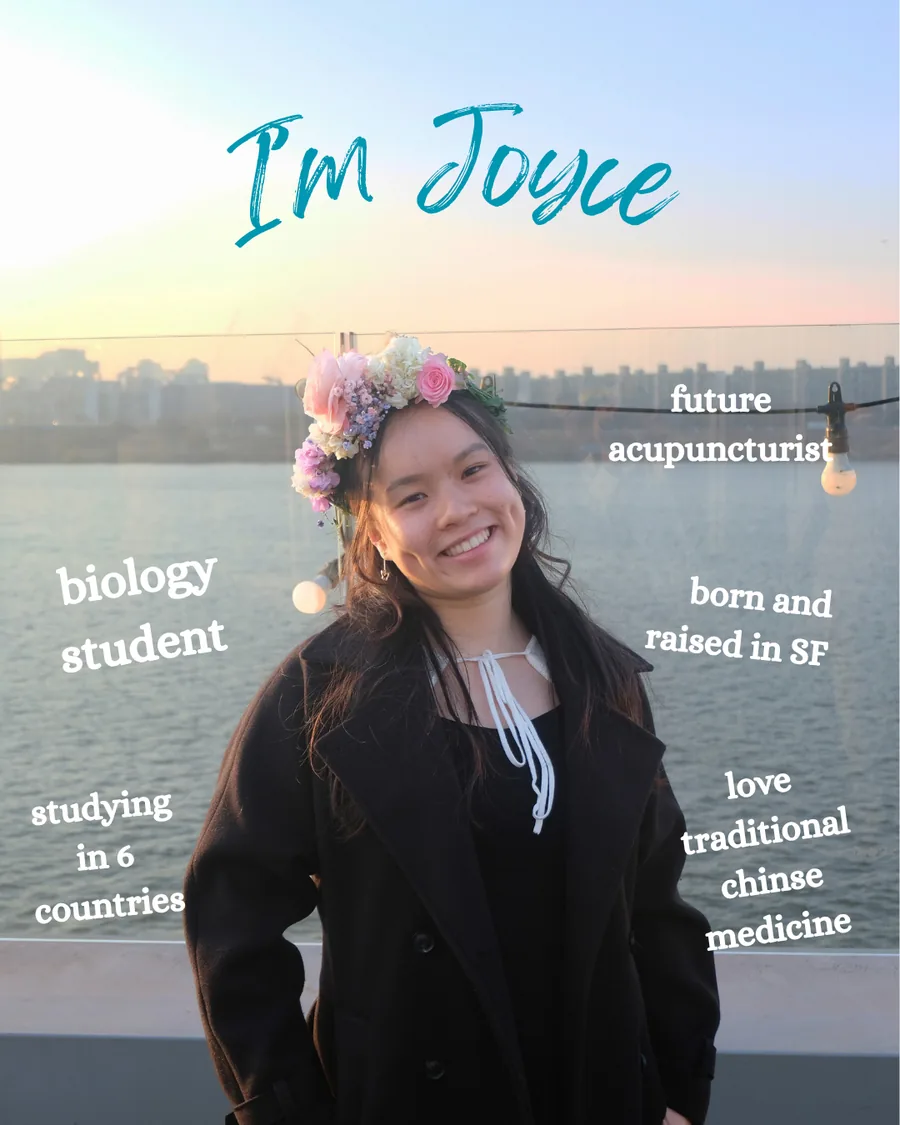 I'm Joyce
future
acupuncturist
biology
student
born and
raised in SF
studying
in 6
countries
love
traditional
chinse
medicine